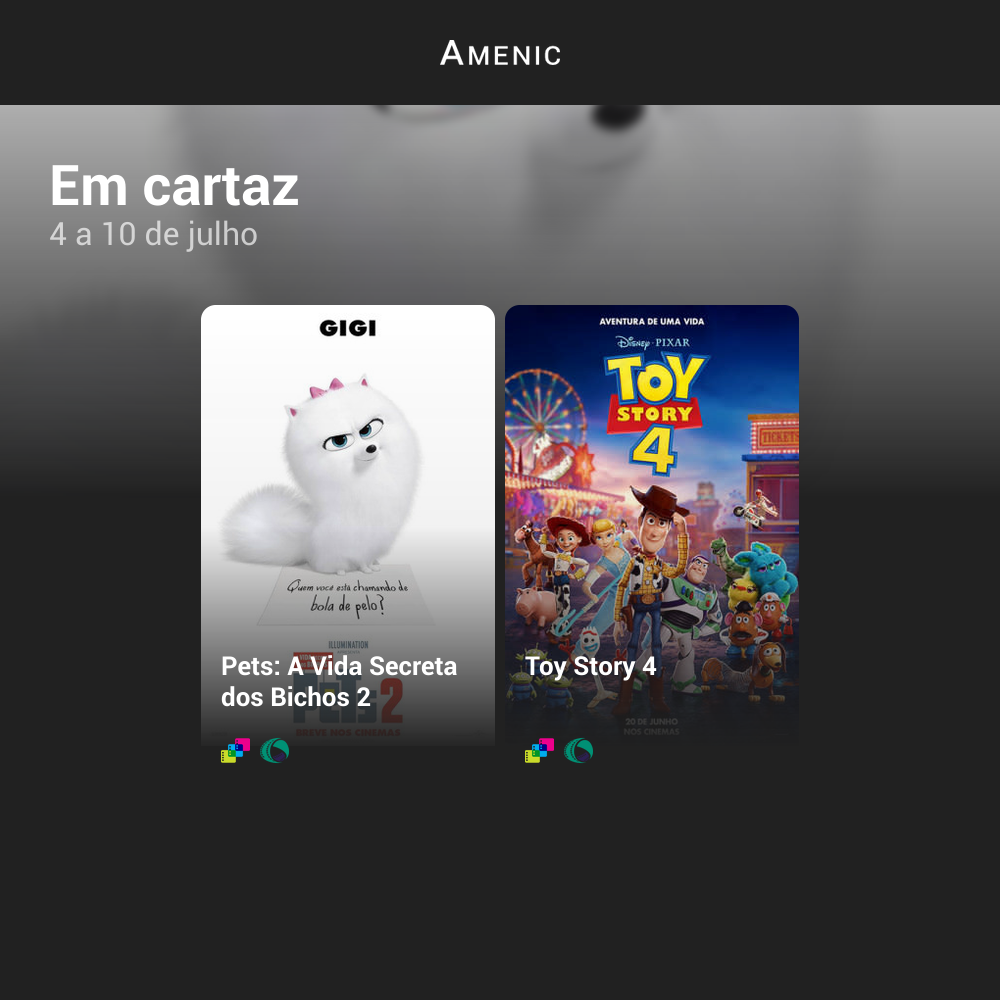 AMENIC
Em cartaz
4 a 10 de julho
GIGI
Quem você está chamando de
bola de pelo?
ILLUMINATION
PETS 2
Pets: A Vida Secreta
dos Bichos 2
BREVE NOS CINEMAS
AVENTURA DE UMA VIDA
Disney · PIXAR
TOY
STORY
4
TICKETS
Toy Story 4
20 DE JUNHO
NOS CINEMAS